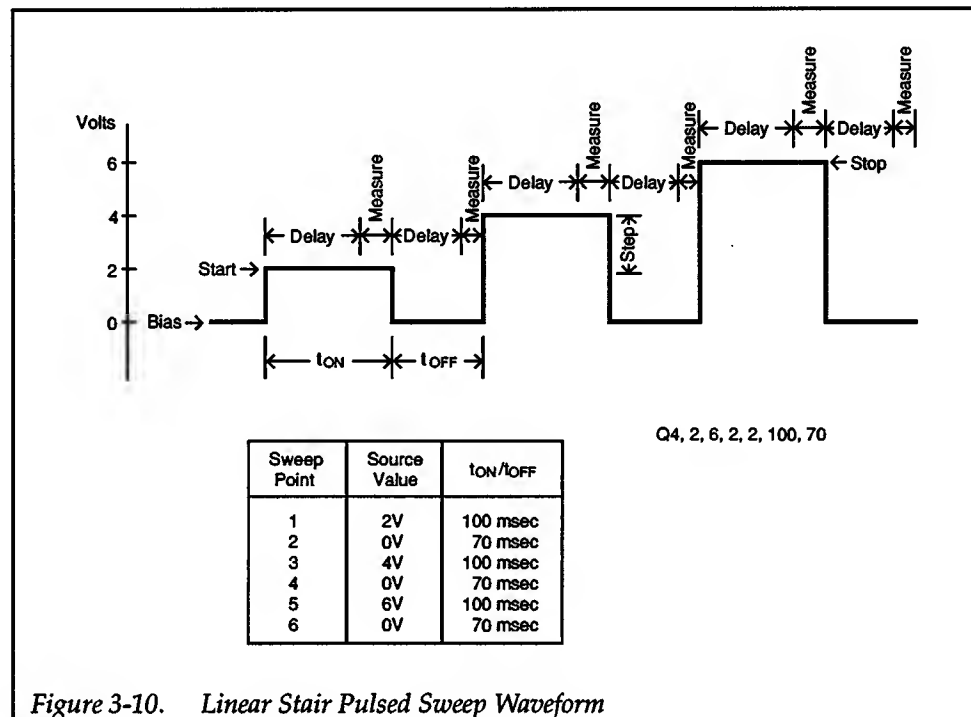 Volts
6
4
2
0
Start →
Bias →
Delay
Measure
Delay
Measure
Delay
Measure
Delay
Measure
Delay
Measure
Delay
Measure
Step
← Stop
tON
tOFF
Q4, 2, 6, 2, 2, 100, 70
Sweep Point Source Value tON/tOFF
1 2V 100 msec
2 0V 70 msec
3 4V 100 msec
4 0V 70 msec
5 6V 100 msec
6 0V 70 msec
Figure 3-10. Linear Stair Pulsed Sweep Waveform